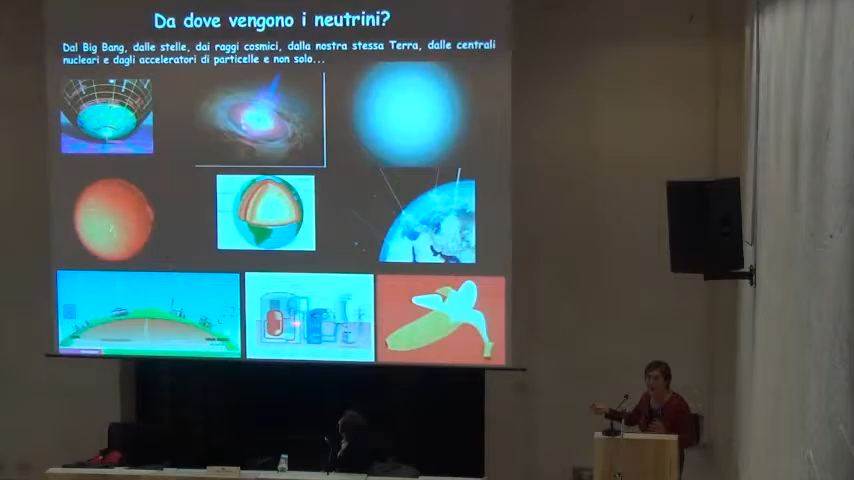 Da dove vengono i neutrini?
Dal Big Bang, dalle stelle, dai raggi cosmici, dalla nostra stessa Terra, dalle centrali
nucleari e dagli acceleratori di particelle e non solo...